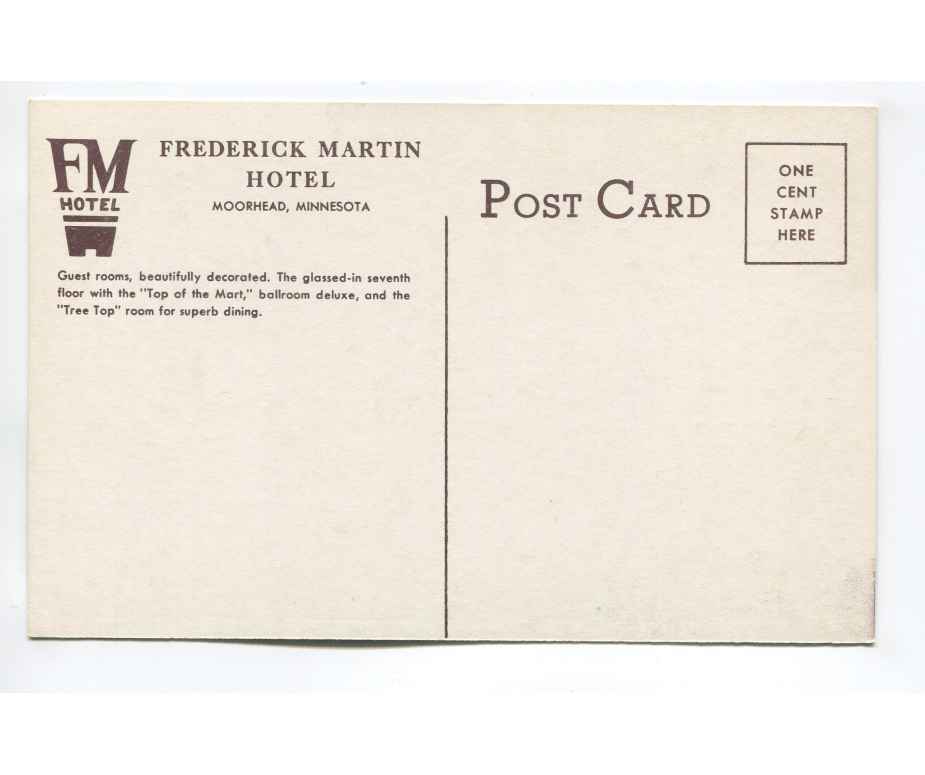 FM
HOTEL
FREDERICK MARTIN
HOTEL
MOORHEAD, MINNESOTA
Guest rooms, beautifully decorated. The glassed-in seventh
floor with the "Top of the Mart," ballroom deluxe, and the
"Tree Top" room for superb dining.
POST CARD
ONE
CENT
STAMP
HERE